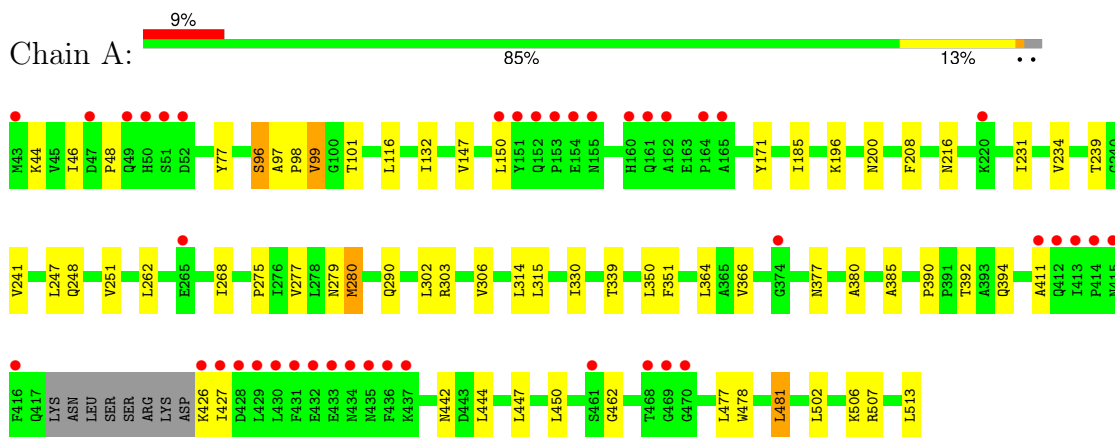 9%
Chain A:
85% 13% • •
M43 K44 V45 I46 D47 P48 Q49 H50 S51 D52 Y77 S96 A97 P98 V99 G100 T101 L116 I132 V147 L150 Y151 Q152 P153 E154 N155 H160 Q161 A162 E163 P164 A165 Y171 I185 K196 N200 F208 N216 K220 I231 V234 T239 G240
V241 L247 Q248 V251 L262 E265 I268 P275 I276 V277 L278 N279 M280 Q290 L302 R303 V306 L314 L315 I330 T339 L350 F351 L364 A365 V366 G374 N377 A380 A385 P390 P391 T392 A393 Q394 A411 Q412 I413 P414 N415
F416 Q417 LYS ASN LEU SER SER ARG LYS ASP K426 I427 D428 L429 L430 F431 E432 E433 N434 N435 F436 K437 N442 D443 L444 L447 L450 S461 G462 T468 G469 G470 L477 W478 L481 L502 K506 R507 L513